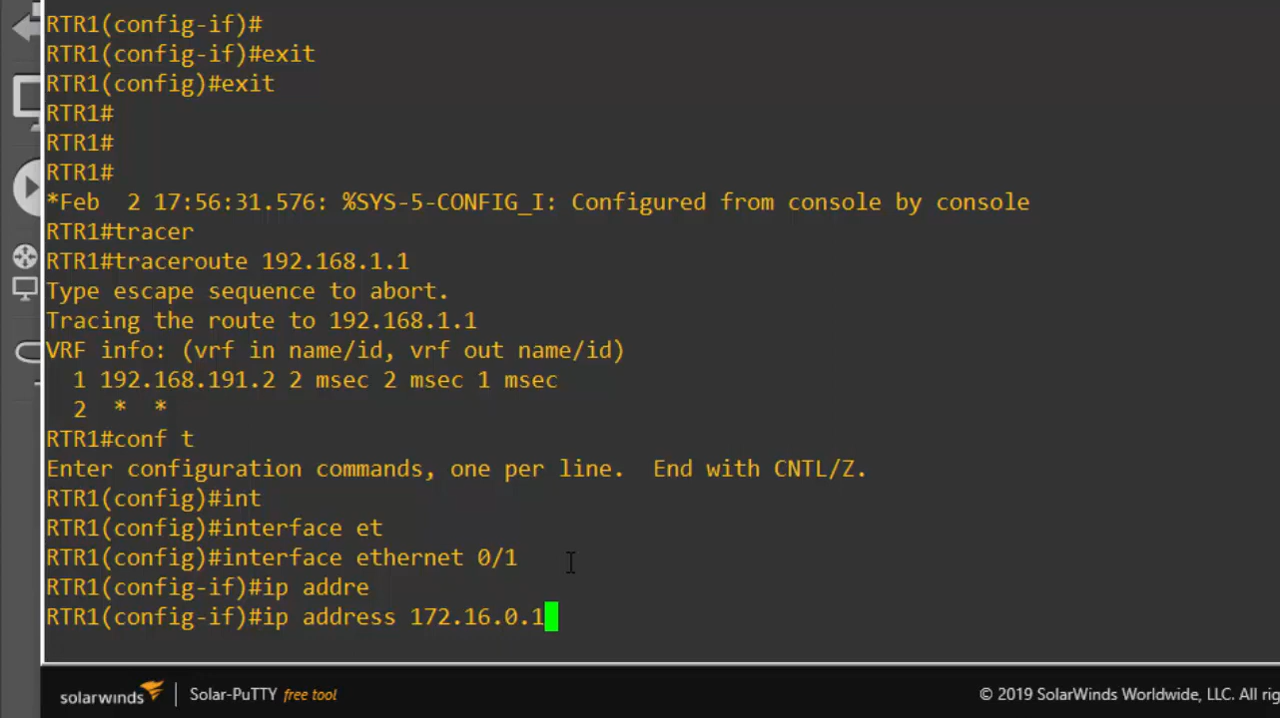 RTR1(config-if)#
RTR1(config-if)#exit
RTR1(config)#exit
RTR1#
RTR1#
RTR1#
*Feb  2 17:56:31.576: %SYS-5-CONFIG_I: Configured from console by console
RTR1#tracer
RTR1#traceroute 192.168.1.1
Type escape sequence to abort.
Tracing the route to 192.168.1.1
VRF info: (vrf in name/id, vrf out name/id)
  1 192.168.191.2 2 msec 2 msec 1 msec
  2  *  *
RTR1#conf t
Enter configuration commands, one per line.  End with CNTL/Z.
RTR1(config)#int
RTR1(config)#interface et
RTR1(config)#interface ethernet 0/1
RTR1(config-if)#ip addre
RTR1(config-if)#ip address 172.16.0.1
solarwinds | Solar-PuTTY free tool © 2019 SolarWinds Worldwide, LLC. All